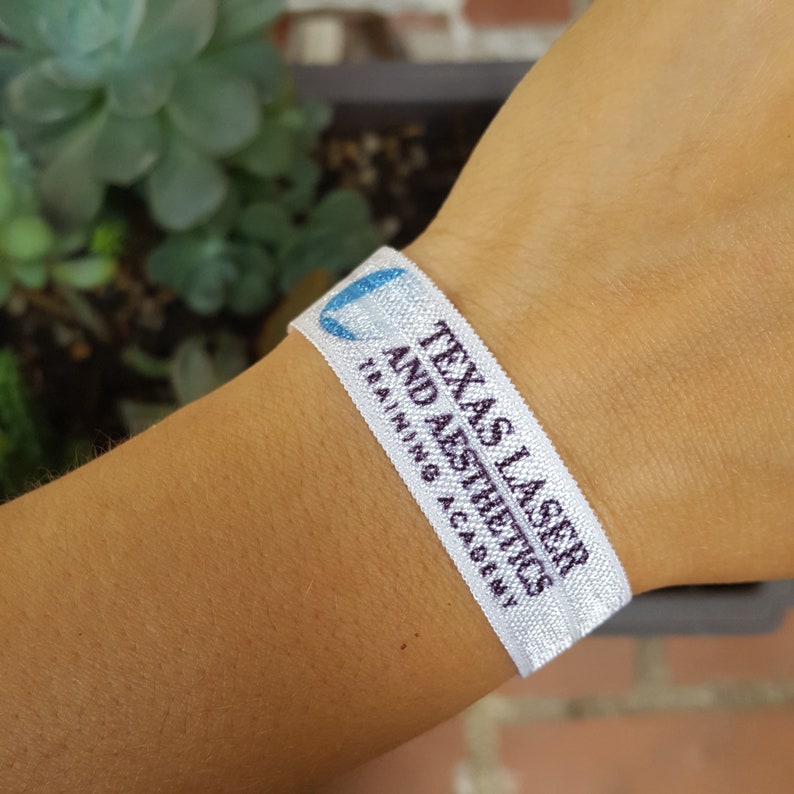 TEXAS LASER
AND AESTHETICS
TRAINING ACADEMY